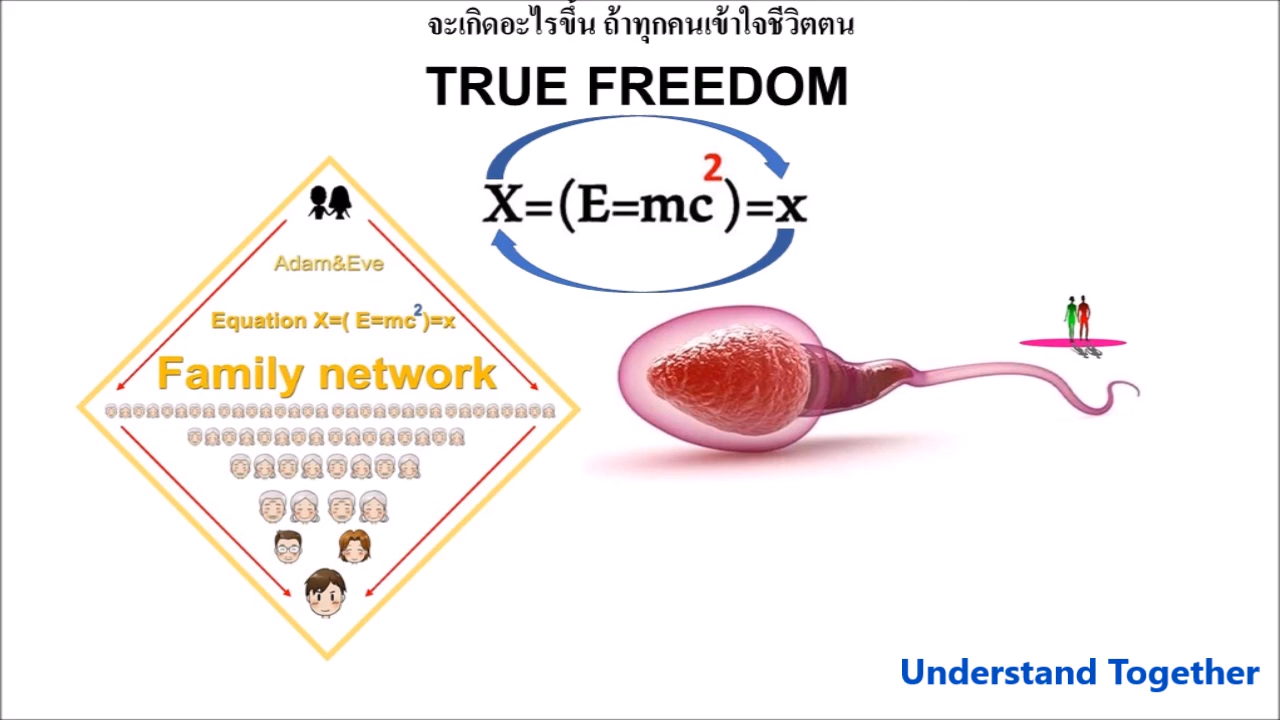 จะเกิดอะไรขึ้น ถ้าทุกคนเข้าใจชีวิตตน
TRUE FREEDOM
X=(E=mc²)=x
Adam&Eve
Equation X=( E=mc²)=x
Family network
Understand Together